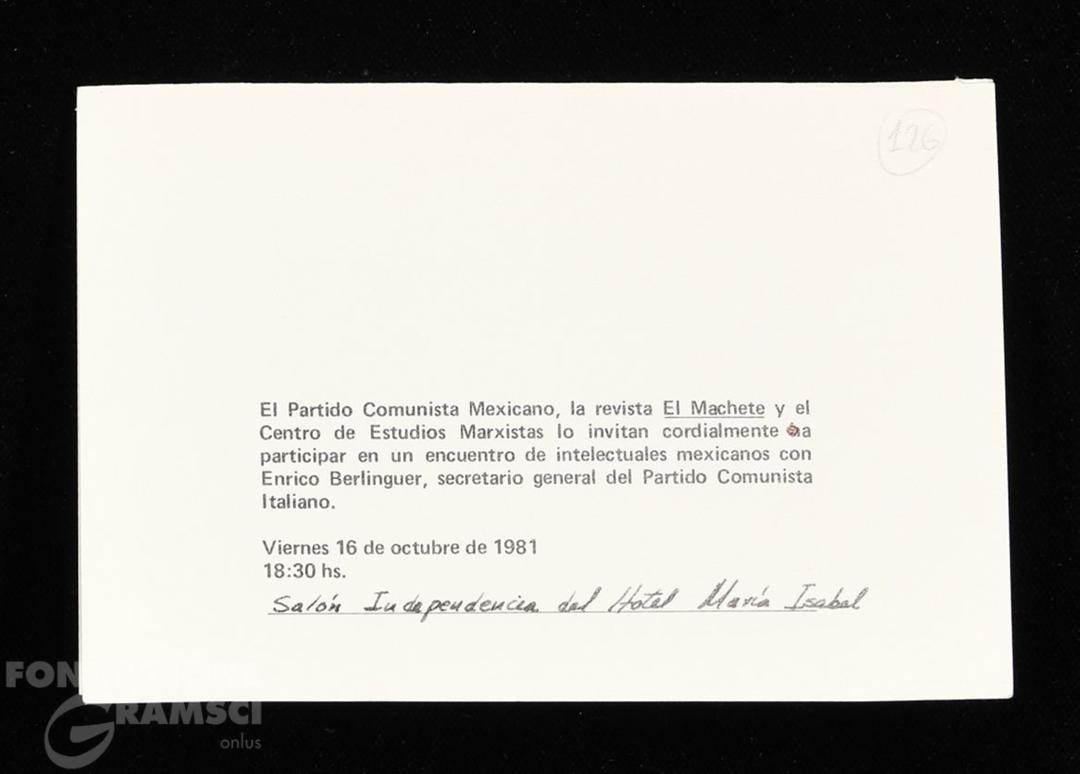 126
El Partido Comunista Mexicano, la revista El Machete y el
Centro de Estudios Marxistas lo invitan cordialmente a
participar en un encuentro de intelectuales mexicanos con
Enrico Berlinguer, secretario general del Partido Comunista
Italiano.
Viernes 16 de octubre de 1981
18:30 hs.
Salón Independencia del Hotel María Isabel
FONDAZIONE
GRAMSCI
onlus